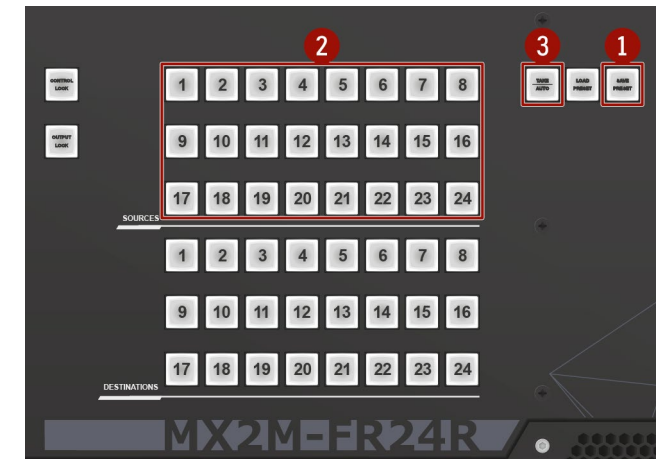 2
3
1
CONTROL
LOCK
1 2 3 4 5 6 7 8
TAKE
AUTO
LOAD
PRESET
SAVE
PRESET
OUTPUT
LOCK
9 10 11 12 13 14 15 16
17 18 19 20 21 22 23 24
SOURCES
1 2 3 4 5 6 7 8
9 10 11 12 13 14 15 16
17 18 19 20 21 22 23 24
DESTINATIONS
MX2M-FR24R